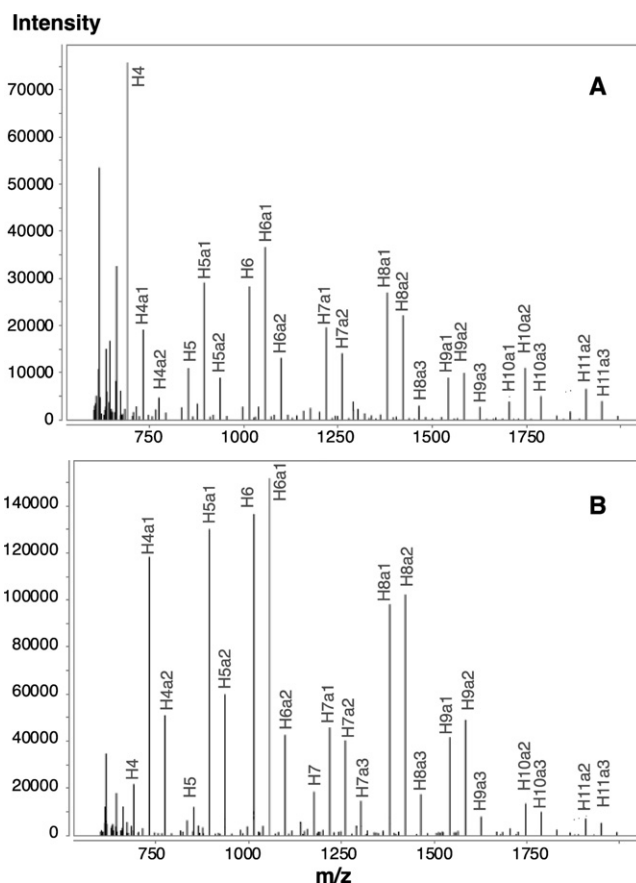 Intensity
A
70000
60000
50000
40000
30000
20000
10000
0
H4
H4a1
H4a2
H5
H5a1
H5a2
H6
H6a1
H6a2
H7a1
H7a2
H8a1
H8a2
H8a3
H9a1
H9a2
H9a3
H10a1
H10a2
H10a3
H11a2
H11a3
750
1000
1250
1500
1750
B
140000
120000
100000
80000
60000
40000
20000
0
H4
H4a1
H4a2
H5
H5a1
H5a2
H6
H6a1
H6a2
H7
H7a1
H7a2
H7a3
H8a1
H8a2
H8a3
H9a1
H9a2
H9a3
H10a2
H10a3
H11a2
H11a3
750
1000
1250
1500
1750
m/z